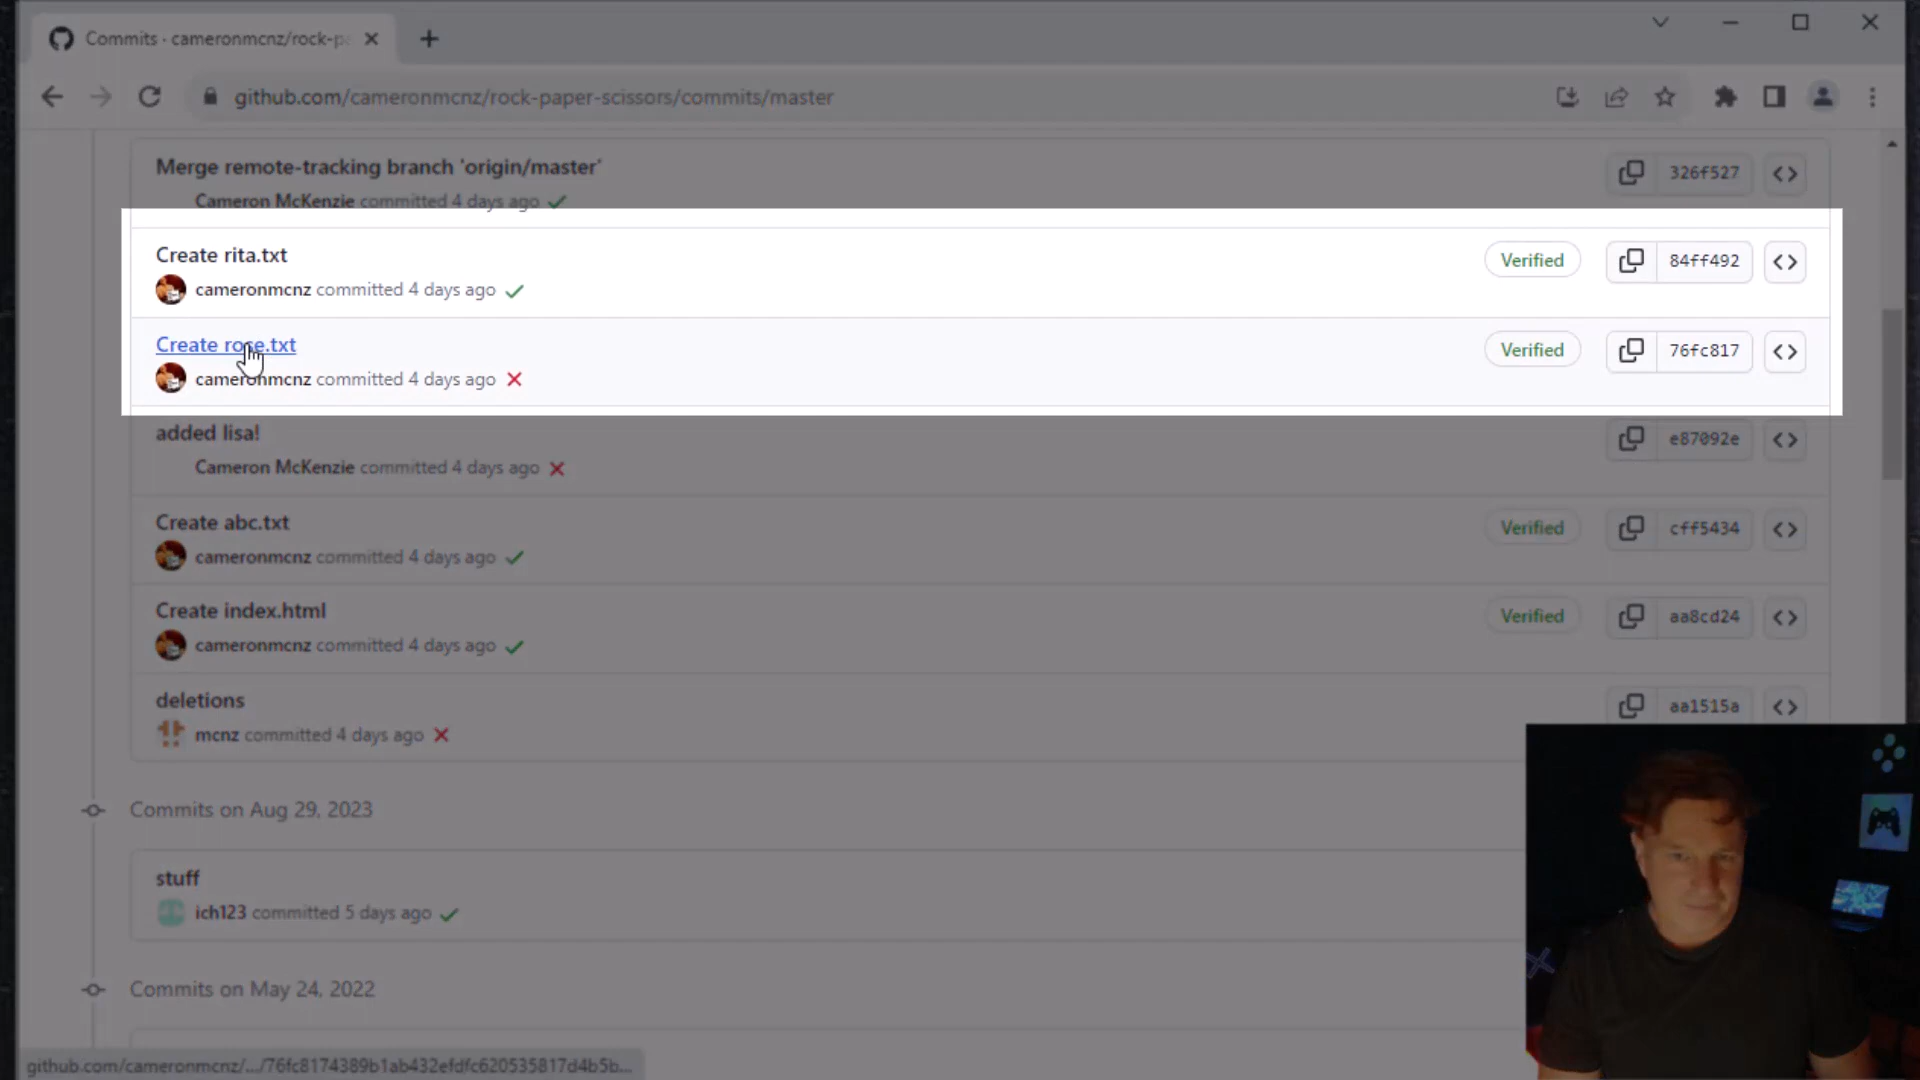 Commits · cameronmcnz/rock-pa
github.com/cameronmcnz/rock-paper-scissors/commits/master
Merge remote-tracking branch 'origin/master'
326f527
Cameron McKenzie committed 4 days ago
Create rita.txt
Verified
84ff492
cameronmcnz committed 4 days ago
Create rose.txt
Verified
76fc817
cameronmcnz committed 4 days ago
added lisa!
e87092e
Cameron McKenzie committed 4 days ago
Create abc.txt
Verified
cff5434
cameronmcnz committed 4 days ago
Create index.html
Verified
aa8cd24
cameronmcnz committed 4 days ago
deletions
aa1515a
mcnz committed 4 days ago
Commits on Aug 29, 2023
stuff
ich123 committed 5 days ago
Commits on May 24, 2022
github.com/cameronmcnz/.../76fc8174389b1ab432efdfc620535817d4b5b...